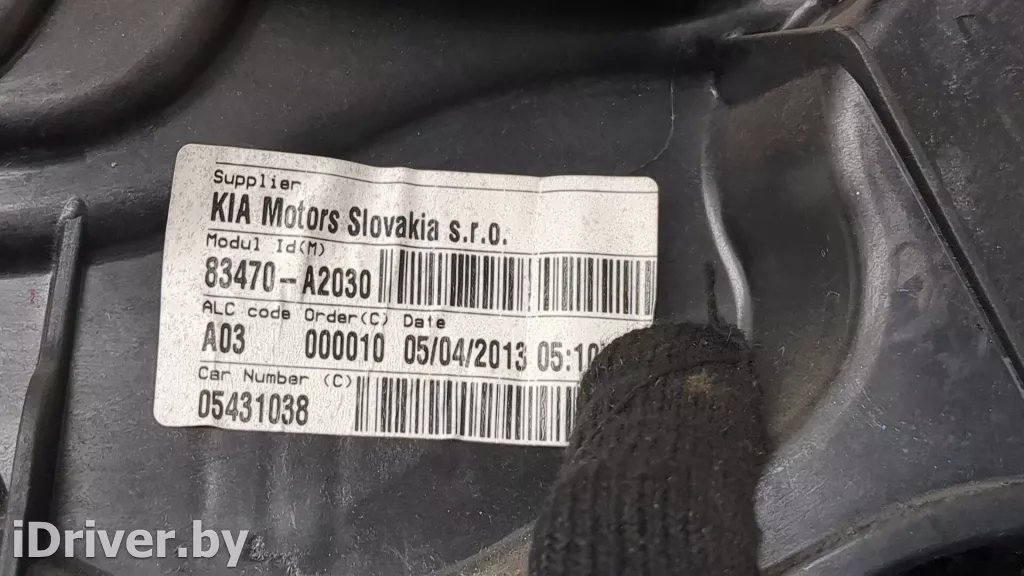 Supplier
KIA Motors Slovakia s.r.o.
Modul Id(M)
83470-A2030
ALC code Order(C) Date
A03 000010 05/04/2013 05:10
Car Number (C)
05431038
iDriver.by